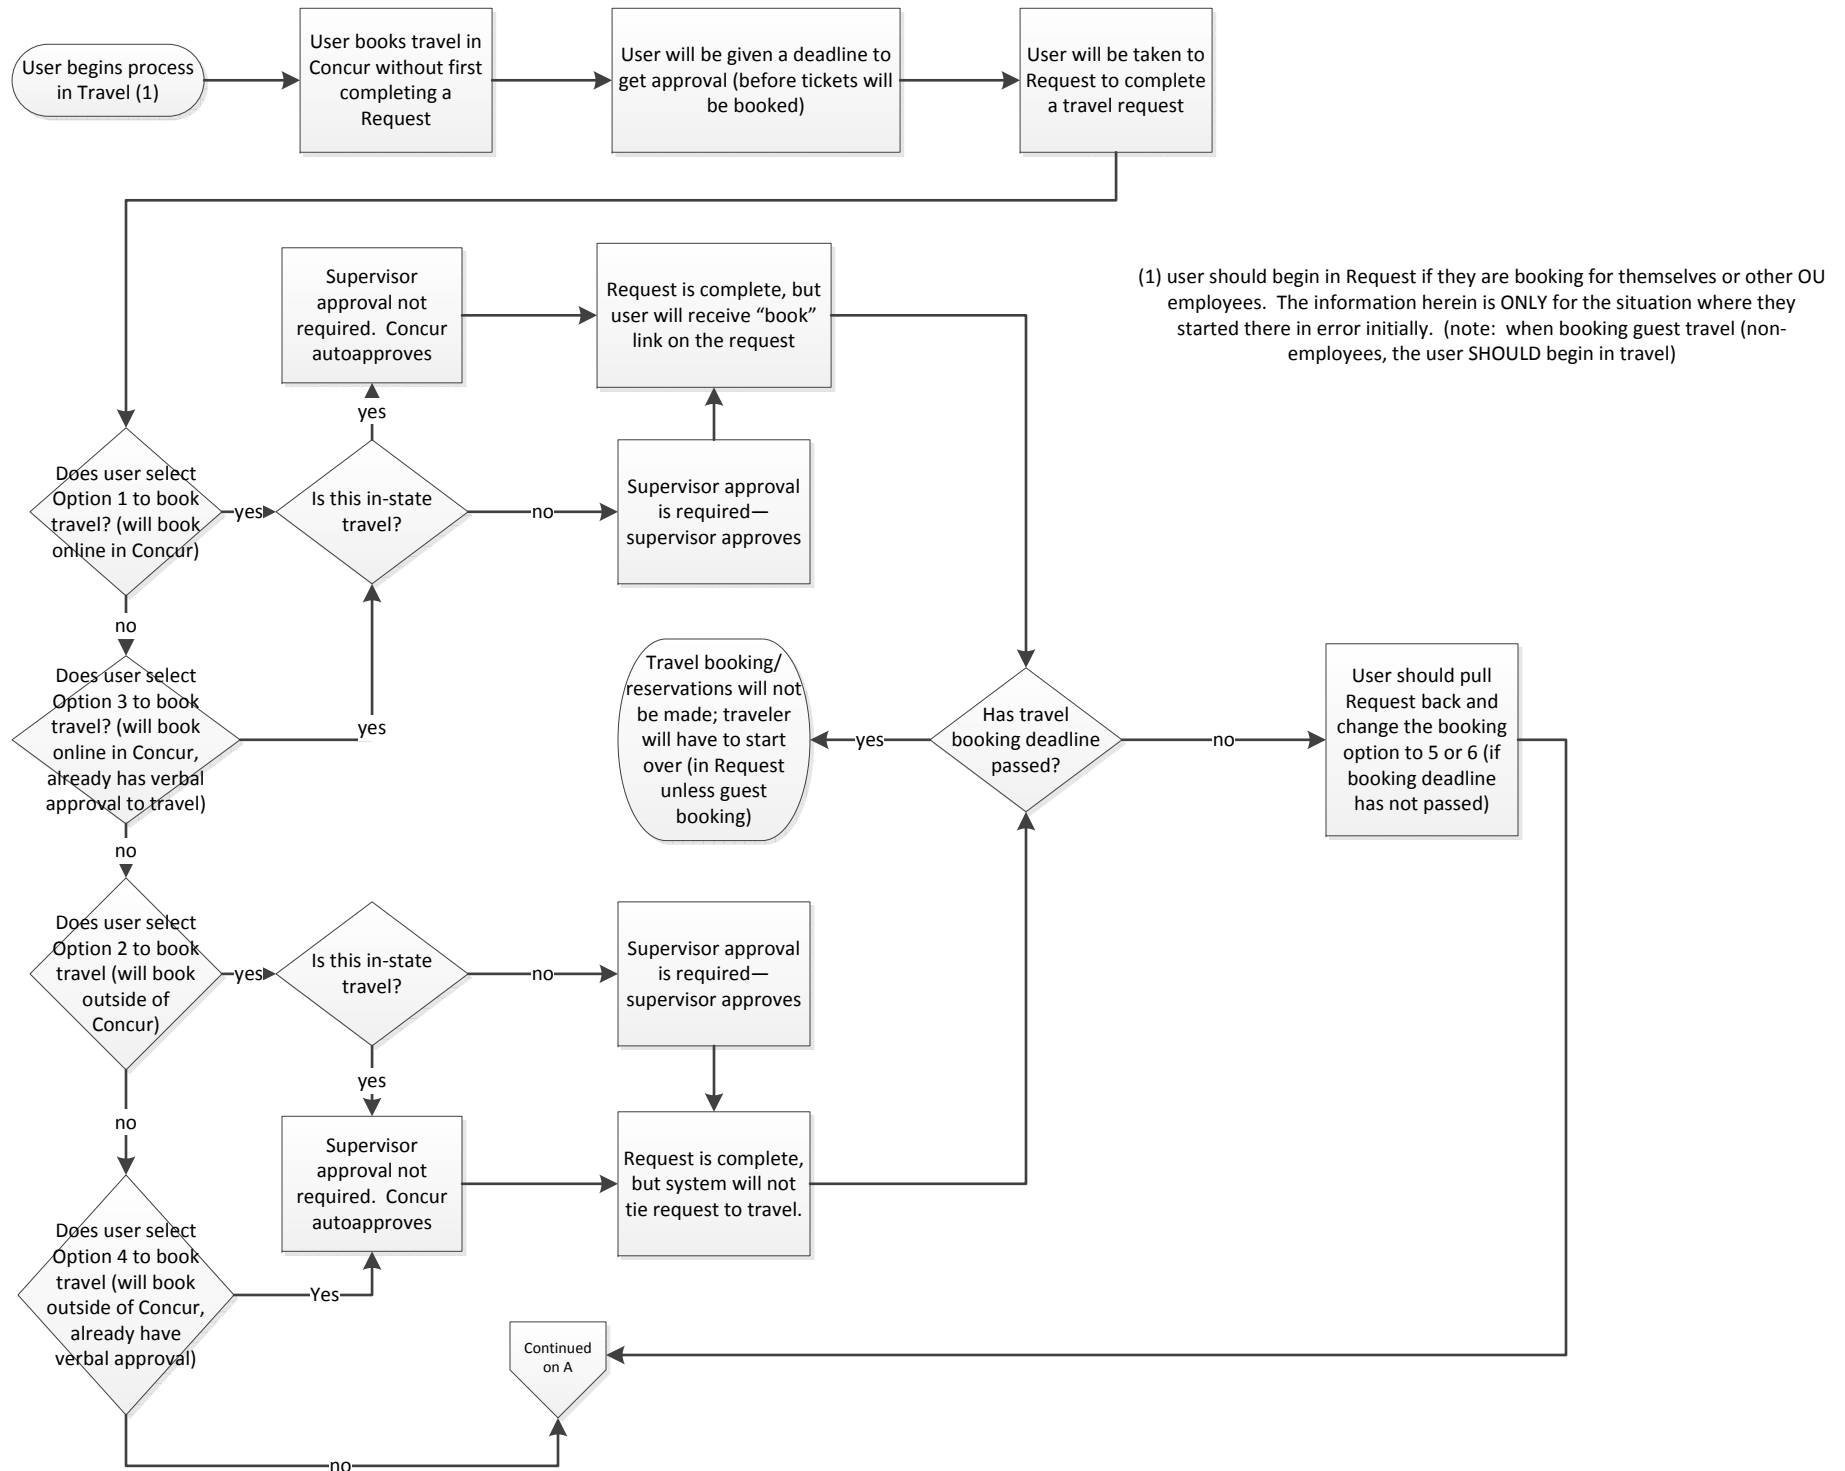 User begins process
in Travel (1)
User books travel in
Concur without first
completing a
Request
User will be given a deadline to
get approval (before tickets will
be booked)
User will be taken to
Request to complete
a travel request
(1) user should begin in Request if they are booking for themselves or other OU
employees.  The information herein is ONLY for the situation where they
started there in error initially.  (note:  when booking guest travel (non-
employees, the user SHOULD begin in travel)
Supervisor
approval not
required.  Concur
autoapproves
Request is complete, but
user will receive “book”
link on the request
yes
Does user select
Option 1 to book
travel? (will book
online in Concur)
yes
Is this in-state
travel?
no
Supervisor approval
is required—
supervisor approves
no
Does user select
Option 3 to book
travel? (will book
online in Concur,
already has verbal
approval to travel)
yes
Travel booking/
reservations will not
be made; traveler
will have to start
over (in Request
unless guest
booking)
yes
Has travel
booking deadline
passed?
no
User should pull
Request back and
change the booking
option to 5 or 6 (if
booking deadline
has not passed)
no
Does user select
Option 2 to book
travel (will book
outside of
Concur)
yes
Is this in-state
travel?
no
Supervisor approval
is required—
supervisor approves
yes
no
Supervisor
approval not
required.  Concur
autoapproves
Request is complete,
but system will not
tie request to travel.
Does user select
Option 4 to book
travel (will book
outside of Concur,
already have
verbal approval)
Yes
Continued
on A
no